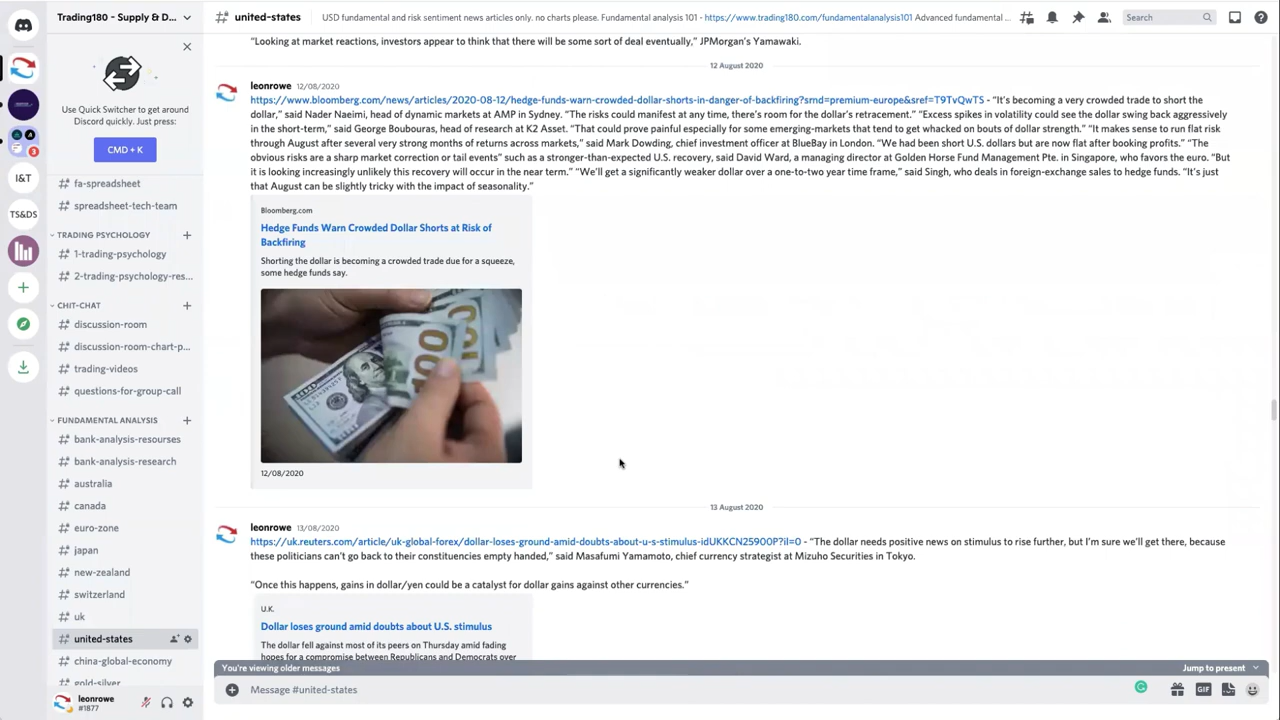 Trading180 - Supply & D...
united-states
USD fundamental and risk sentiment news articles only. no charts please. Fundamental analysis 101 - https://www.trading180.com/fundamentalanalysis101 Advanced fundamental ...
Search
Use Quick Switcher to get around
Discord quickly. Just press:
CMD + K
fa-spreadsheet
spreadsheet-tech-team
TRADING PSYCHOLOGY
1-trading-psychology
2-trading-psychology-res...
CHIT-CHAT
discussion-room
discussion-room-chart-p...
trading-videos
questions-for-group-call
FUNDAMENTAL ANALYSIS
bank-analysis-resourses
bank-analysis-research
australia
canada
euro-zone
japan
new-zealand
switzerland
uk
united-states
china-global-economy
gold-silver
leonrowe
#1877
3
I&T
TS&DS
"Looking at market reactions, investors appear to think that there will be some sort of deal eventually," JPMorgan's Yamawaki.
12 August 2020
leonrowe 12/08/2020
https://www.bloomberg.com/news/articles/2020-08-12/hedge-funds-warn-crowded-dollar-shorts-in-danger-of-backfiring?srnd=premium-europe&sref=T9TvQwTS - "It's becoming a very crowded trade to short the
dollar," said Nader Naeimi, head of dynamic markets at AMP in Sydney. "The risks could manifest at any time, there's room for the dollar's retracement." "Excess spikes in volatility could see the dollar swing back aggressively
in the short-term," said George Boubouras, head of research at K2 Asset. "That could prove painful especially for some emerging-markets that tend to get whacked on bouts of dollar strength." "It makes sense to run flat risk
through August after several very strong months of returns across markets," said Mark Dowding, chief investment officer at BlueBay in London. "We had been short U.S. dollars but are now flat after booking profits." "The
obvious risks are a sharp market correction or tail events" such as a stronger-than-expected U.S. recovery, said David Ward, a managing director at Golden Horse Fund Management Pte. in Singapore, who favors the euro. "But
it is looking increasingly unlikely this recovery will occur in the near term." "We'll get a significantly weaker dollar over a one-to-two year time frame," said Singh, who deals in foreign-exchange sales to hedge funds. "It's just
that August can be slightly tricky with the impact of seasonality."
Bloomberg.com
Hedge Funds Warn Crowded Dollar Shorts at Risk of
Backfiring
Shorting the dollar is becoming a crowded trade due for a squeeze,
some hedge funds say.
100
12/08/2020
13 August 2020
leonrowe 13/08/2020
https://uk.reuters.com/article/uk-global-forex/dollar-loses-ground-amid-doubts-about-u-s-stimulus-idUKKCN25900P?il=0 - "The dollar needs positive news on stimulus to rise further, but I'm sure we'll get there, because
these politicians can't go back to their constituencies empty handed," said Masafumi Yamamoto, chief currency strategist at Mizuho Securities in Tokyo.
"Once this happens, gains in dollar/yen could be a catalyst for dollar gains against other currencies."
U.K.
Dollar loses ground amid doubts about U.S. stimulus
The dollar fell against most of its peers on Thursday amid fading
hopes for a compromise between Republicans and Democrats over
You're viewing older messages
Jump to present
Message #united-states
GIF